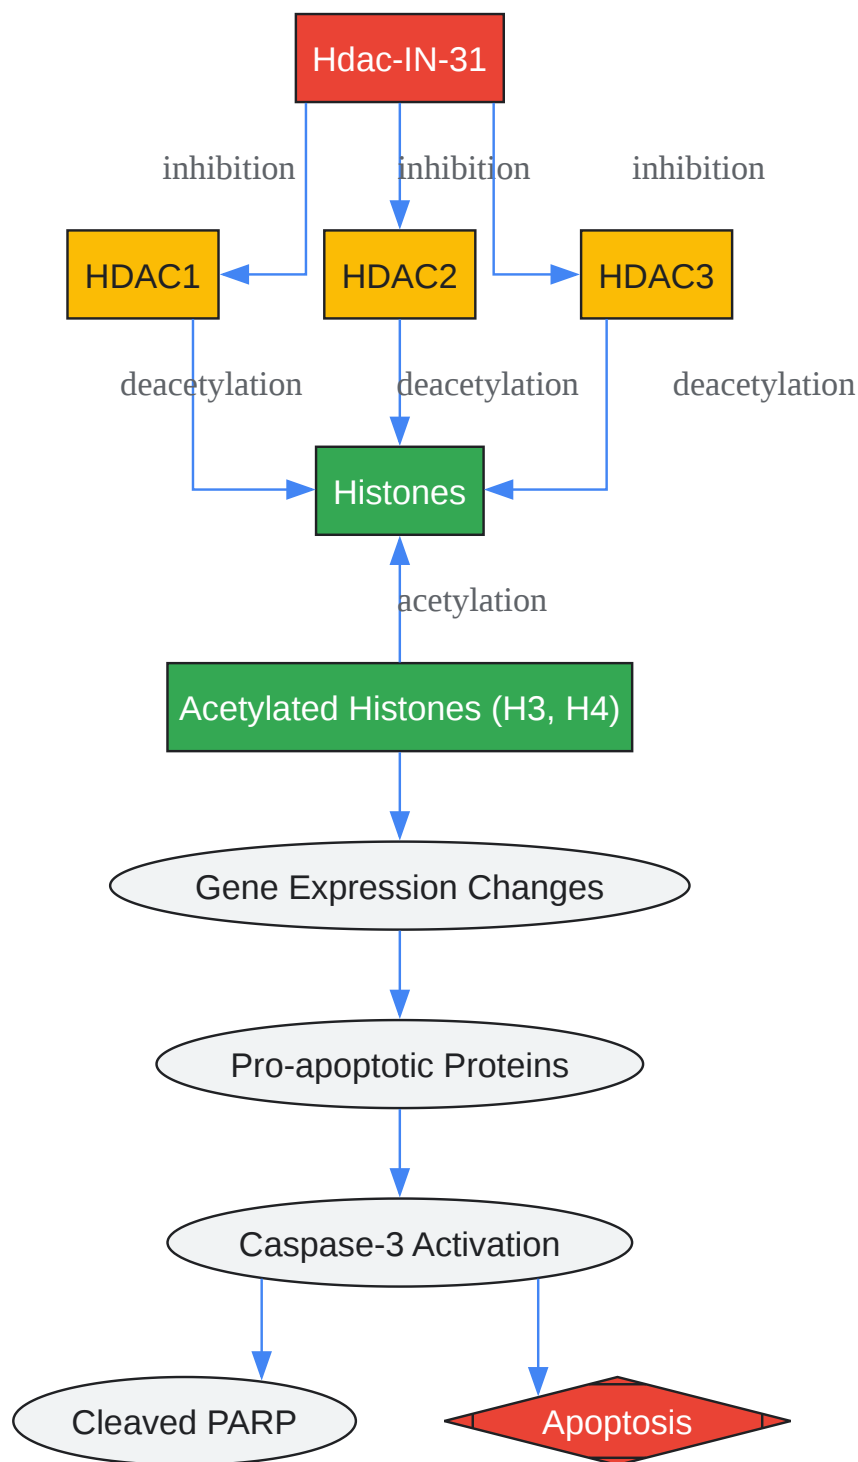 Hdac-IN-31
inhibition
inhibition
inhibition
HDAC1
HDAC2
HDAC3
deacetylation
deacetylation
deacetylation
Histones
acetylation
Acetylated Histones (H3, H4)
Gene Expression Changes
Pro-apoptotic Proteins
Caspase-3 Activation
Cleaved PARP
Apoptosis